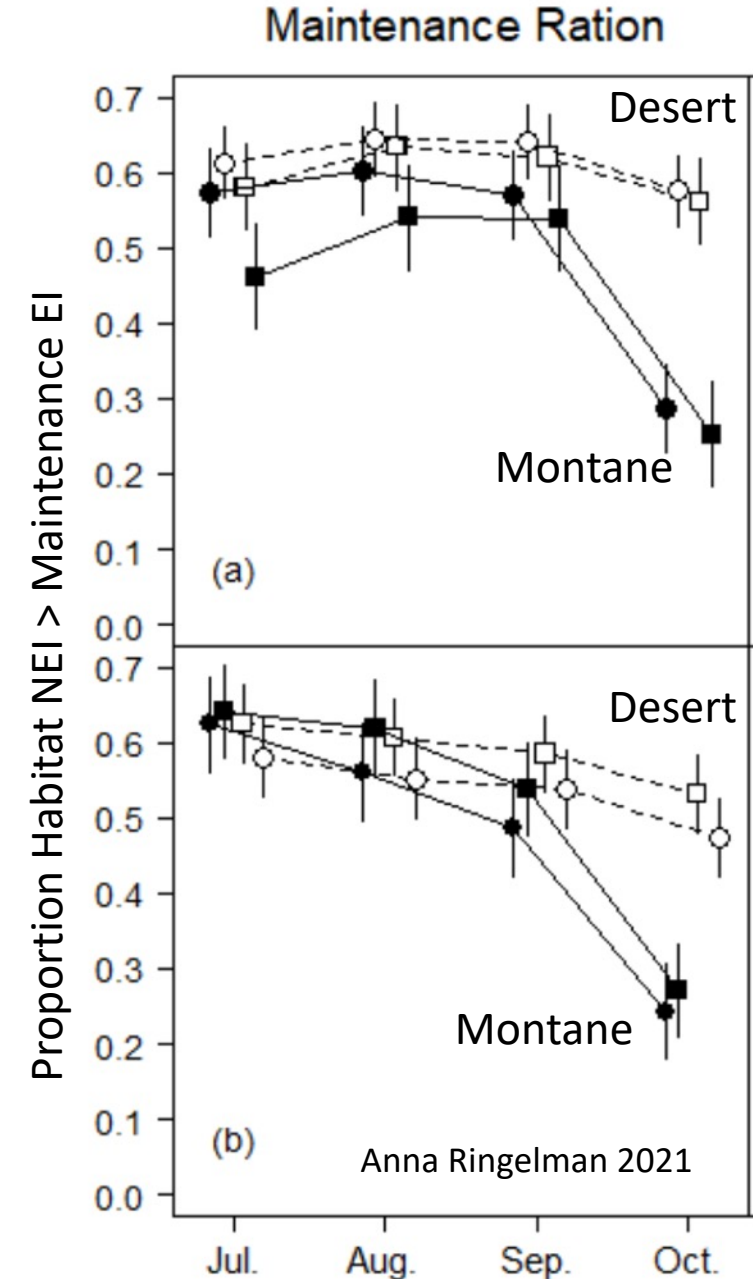 Maintenance Ration
Proportion Habitat NEI > Maintenance EI
0.7
0.6
0.5
0.4
0.3
0.2
0.1
0.0
Desert
Montane
(a)
0.7
0.6
0.5
0.4
0.3
0.2
0.1
0.0
Desert
Montane
(b)
Anna Ringelman 2021
Jul. Aug. Sep. Oct.